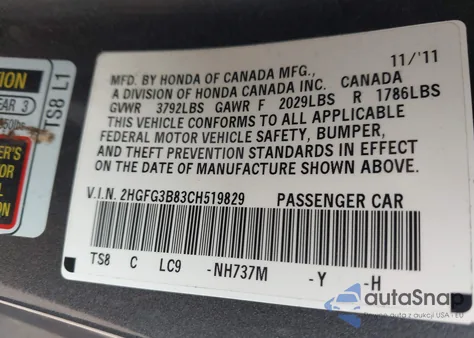 11/'11
MFD. BY HONDA OF CANADA MFG.,
A DIVISION OF HONDA CANADA INC. CANADA
GVWR 3792LBS GAWR F 2029LBS R 1786LBS
THIS VEHICLE CONFORMS TO ALL APPLICABLE
FEDERAL MOTOR VEHICLE SAFETY, BUMPER,
AND THEFT PREVENTION STANDARDS IN EFFECT
ON THE DATE OF MANUFACTURE SHOWN ABOVE.
V.I.N. 2HGFG3B83CH519829 PASSENGER CAR
TS8 C LC9 -NH737M -Y -H
TS8 L1
autoSnap